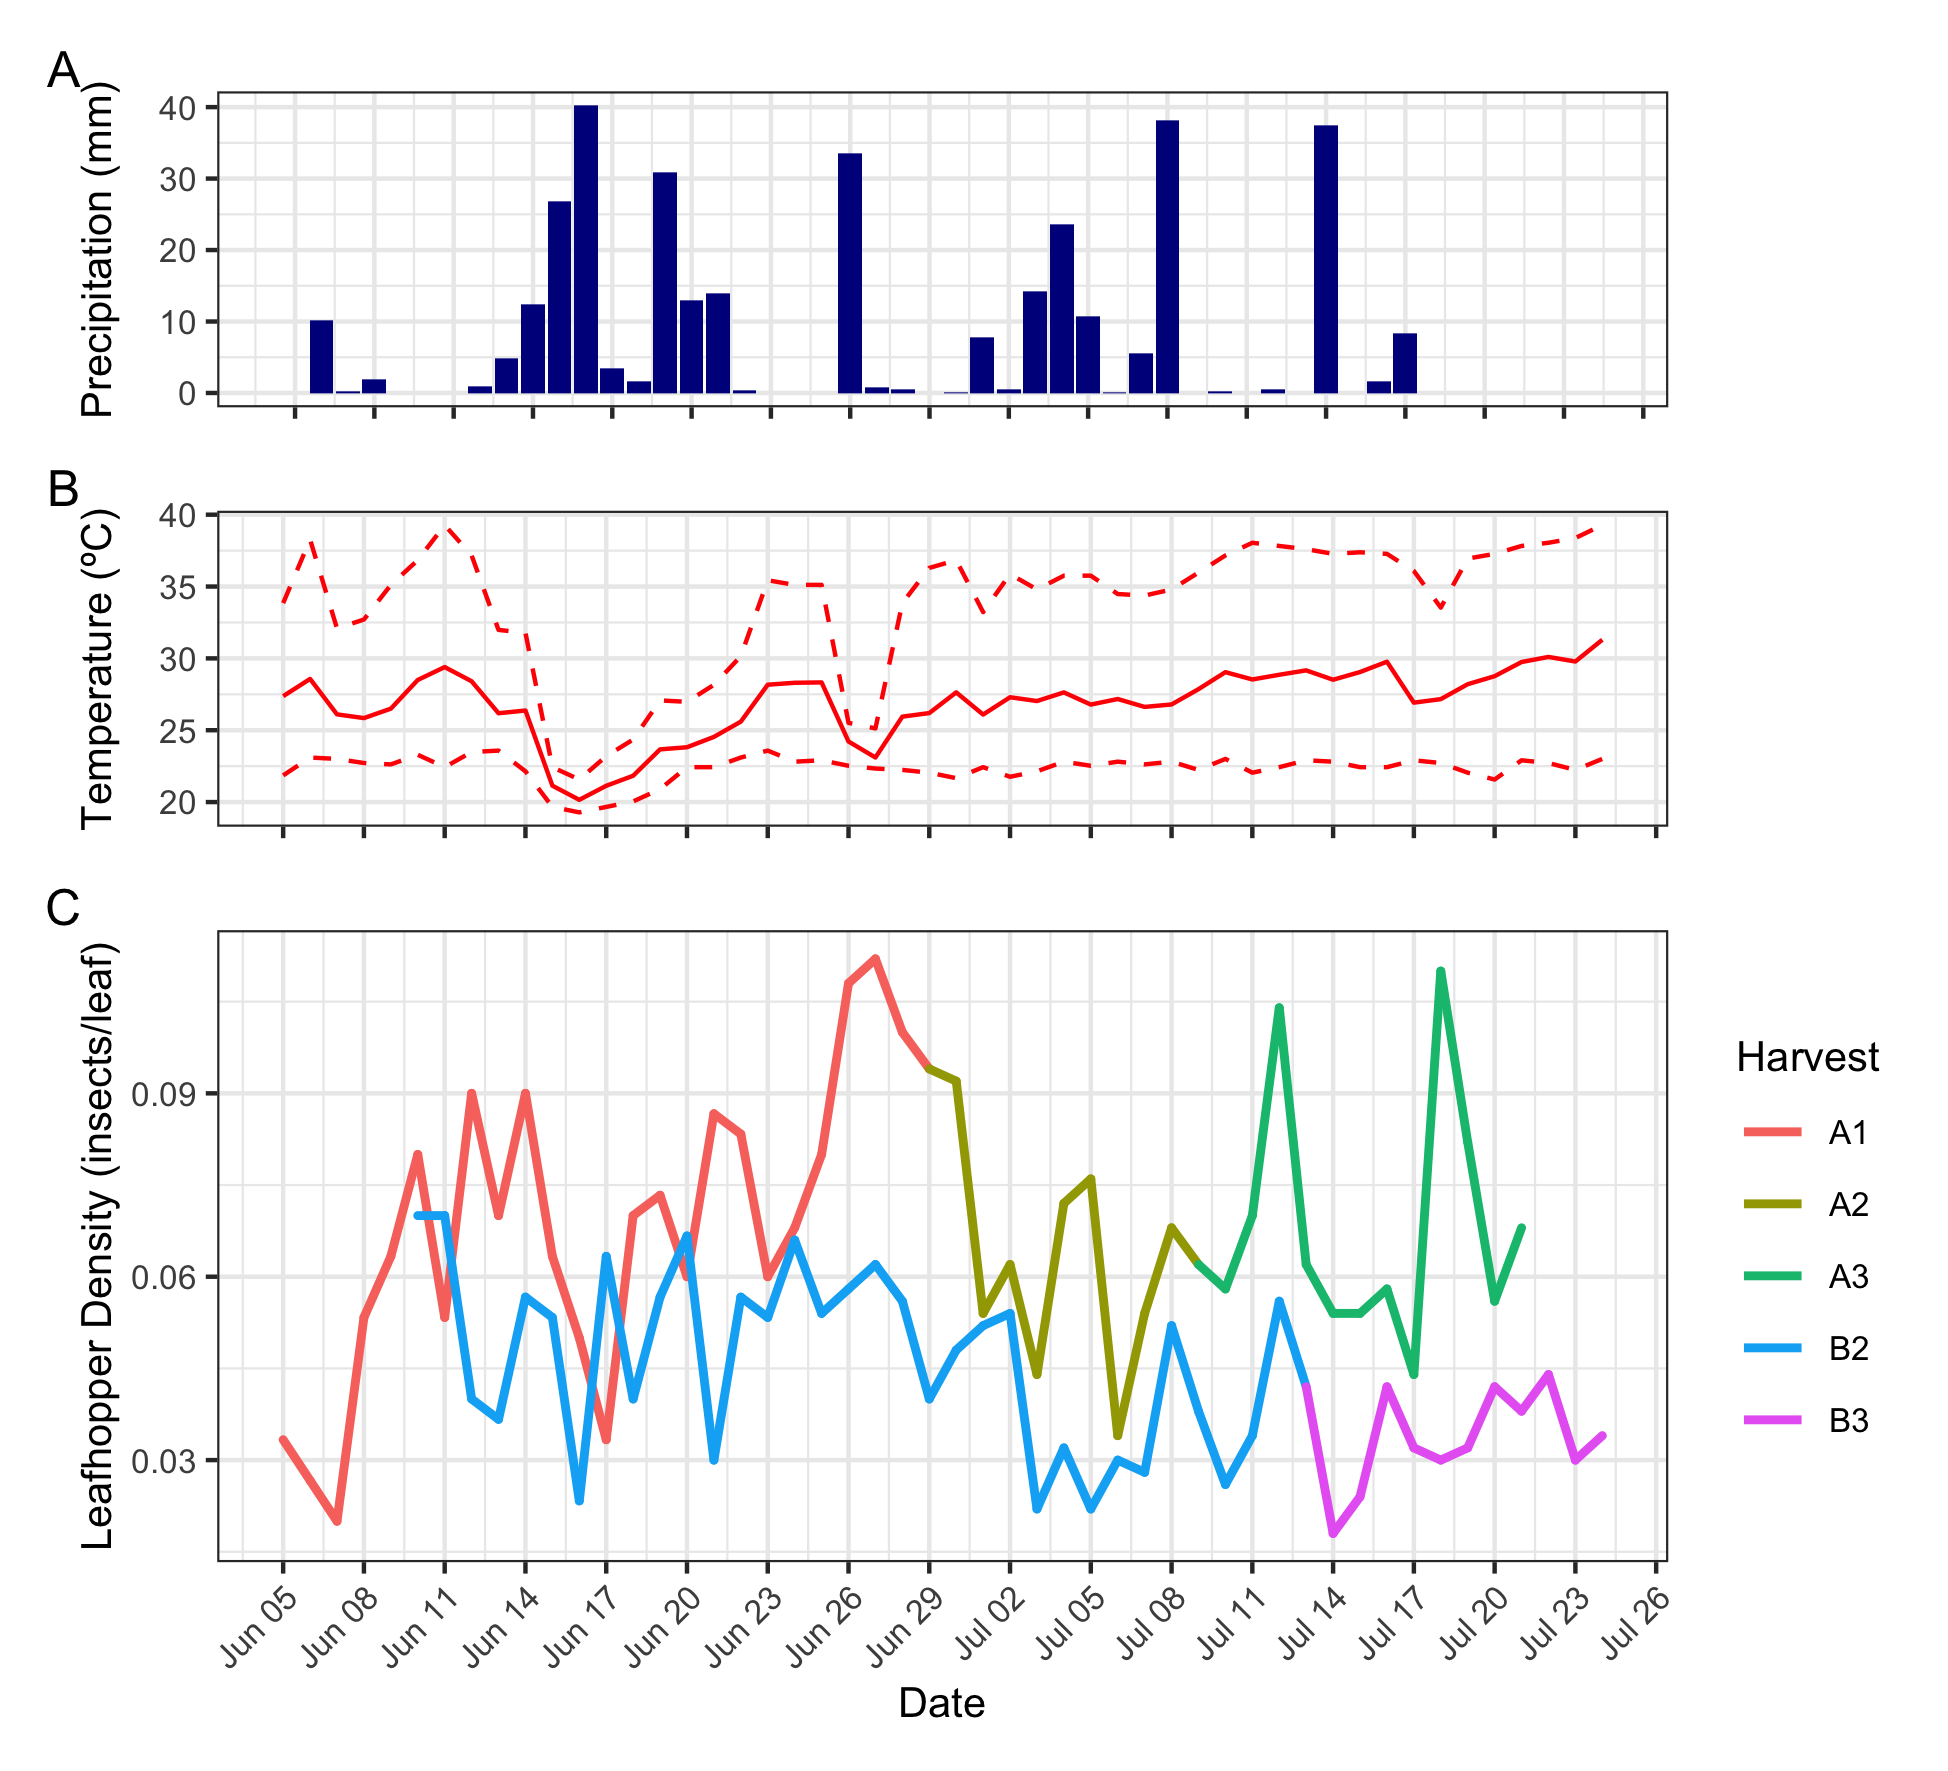 A
Precipitation (mm)
40
30
20
10
0
B
Temperature (ºC)
40
35
30
25
20
C
Leafhopper Density (insects/leaf)
0.09
0.06
0.03
Jun 05
Jun 08
Jun 11
Jun 14
Jun 17
Jun 20
Jun 23
Jun 26
Jun 29
Jul 02
Jul 05
Jul 08
Jul 11
Jul 14
Jul 17
Jul 20
Jul 23
Jul 26
Date
Harvest
A1
A2
A3
B2
B3